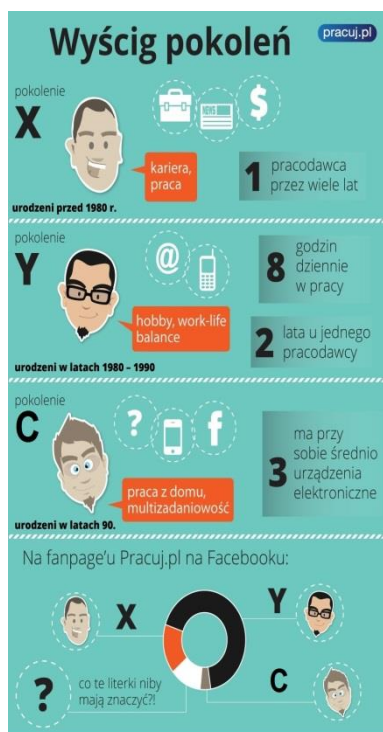 Wyścig pokoleń
pracuj.pl
pokolenie
X
NEWS
$
kariera,
praca
1
pracodawca
przez wiele lat
urodzeni przed 1980 r.
pokolenie
Y
@
hobby, work-life
balance
8
godzin
dziennie
w pracy
2
lata u jednego
pracodawcy
urodzeni w latach 1980 – 1990
pokolenie
C
?
f
praca z domu,
multizadaniowość
3
ma przy
sobie średnio
urządzenia
elektroniczne
urodzeni w latach 90.
Na fanpage'u Pracuj.pl na Facebooku:
X
Y
?
co te literki niby
mają znaczyć?!
C